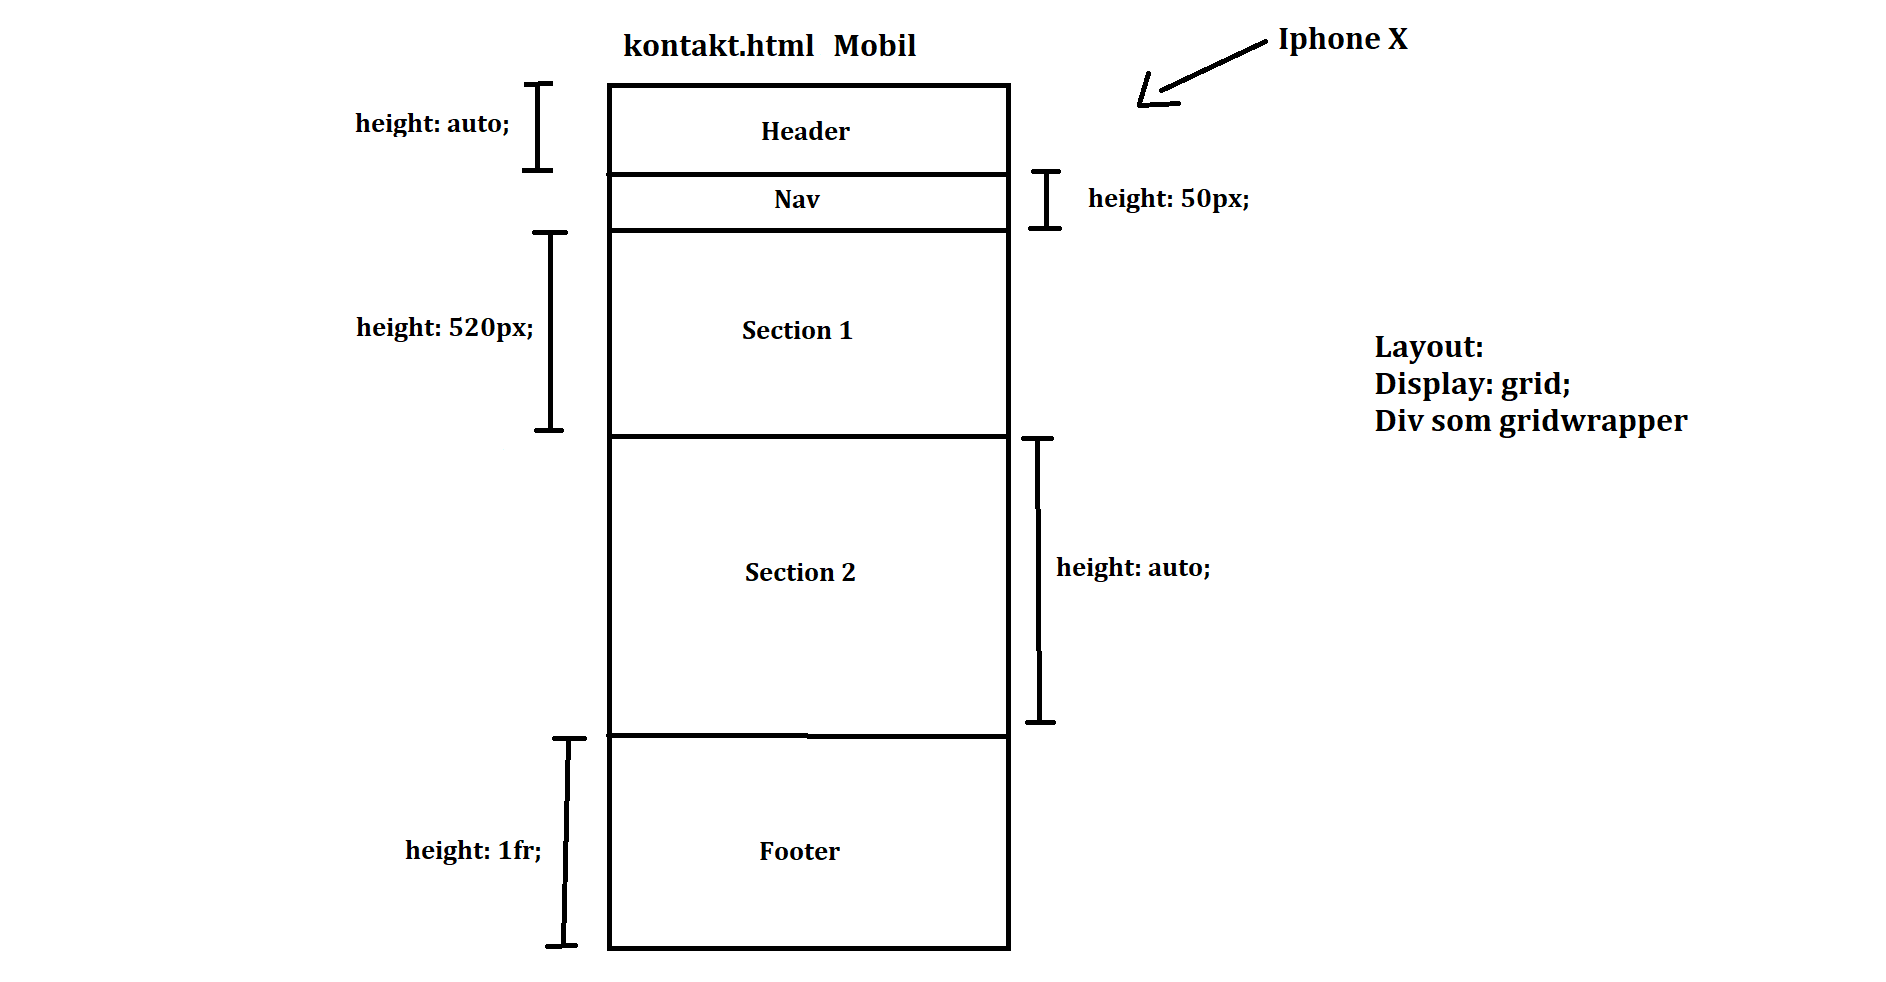 kontakt.html Mobil
Iphone X
height: auto;
Header
Nav
height: 50px;
height: 520px;
Section 1
Layout:
Display: grid;
Div som gridwrapper
Section 2
height: auto;
height: 1fr;
Footer